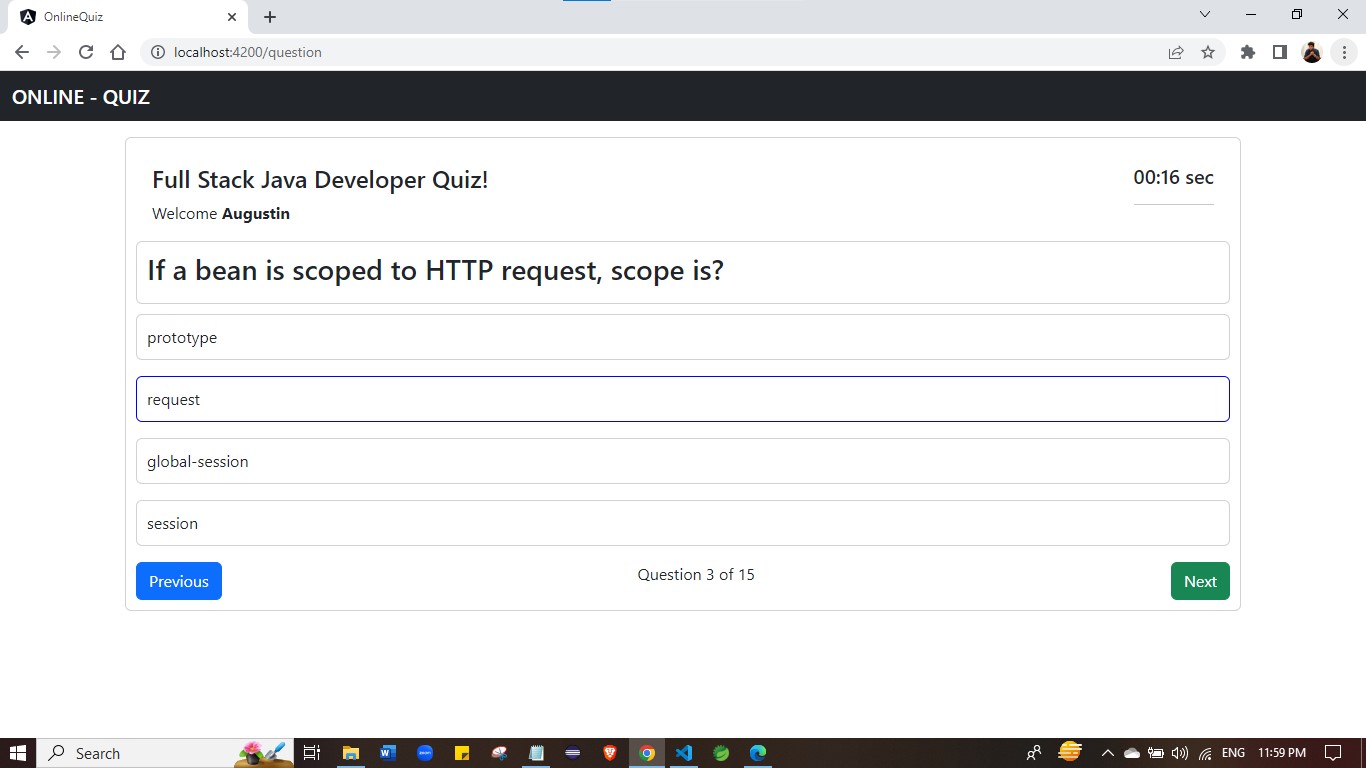 OnlineQuiz
localhost:4200/question
ONLINE - QUIZ
Full Stack Java Developer Quiz!
00:16 sec
Welcome Augustin
If a bean is scoped to HTTP request, scope is?
prototype
request
global-session
session
Previous
Question 3 of 15
Next
Search
ENG
11:59 PM